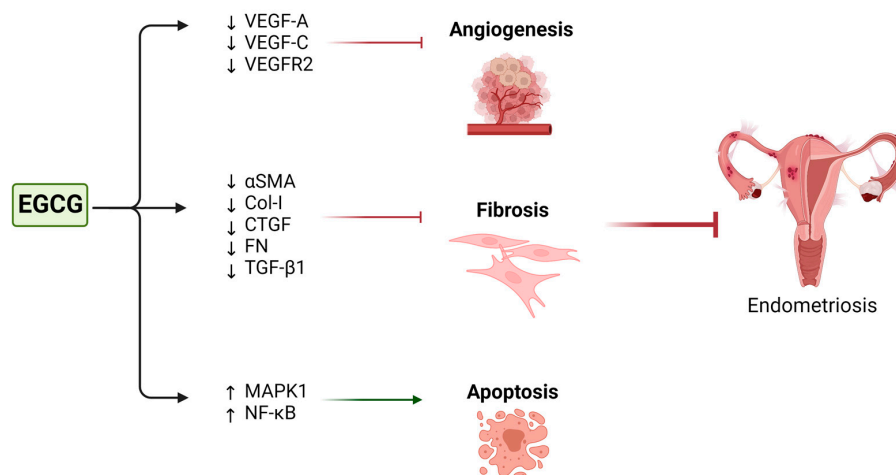 EGCG
↓ VEGF-A
↓ VEGF-C
↓ VEGFR2
Angiogenesis
↓ αSMA
↓ Col-I
↓ CTGF
↓ FN
↓ TGF-β1
Fibrosis
↑ MAPK1
↑ NF-κB
Apoptosis
Endometriosis